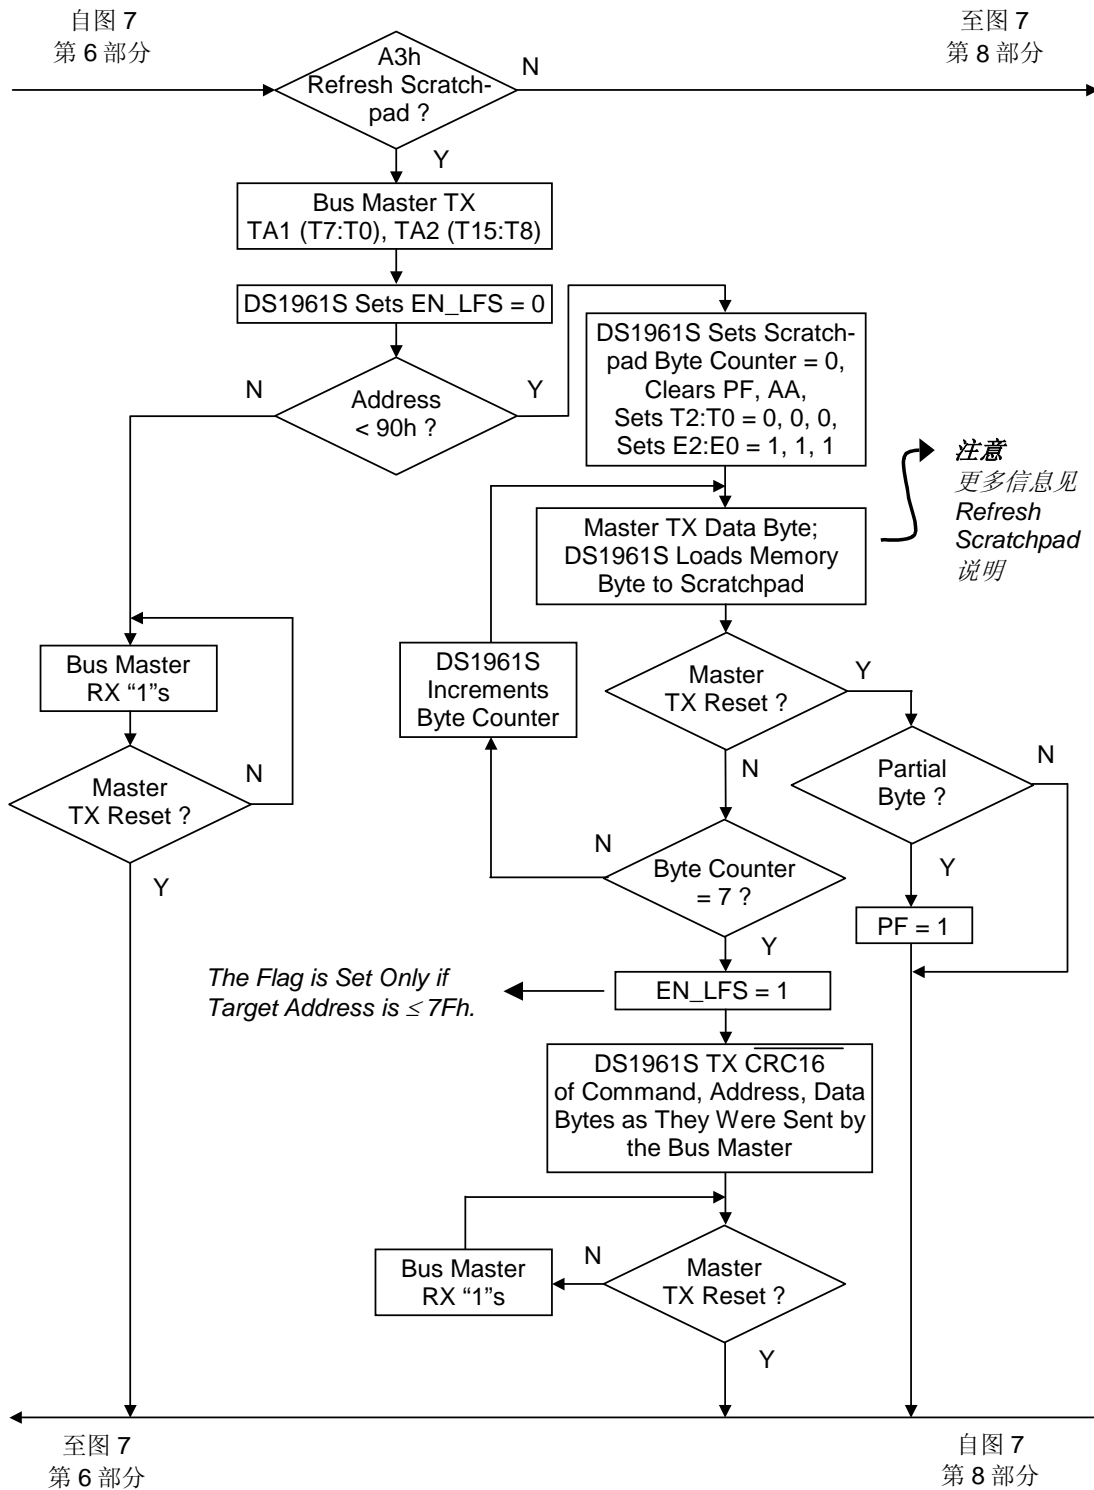 自图 7
第 6 部分
至图 7
第 8 部分
A3h
Refresh Scratch-
pad ?
N
Y
Bus Master TX
TA1 (T7:T0), TA2 (T15:T8)
DS1961S Sets EN_LFS = 0
Address
< 90h ?
N
Y
DS1961S Sets Scratch-
pad Byte Counter = 0,
Clears PF, AA,
Sets T2:T0 = 0, 0, 0,
Sets E2:E0 = 1, 1, 1
注意
更多信息见
Refresh
Scratchpad
说明
Master TX Data Byte;
DS1961S Loads Memory
Byte to Scratchpad
Bus Master
RX “1”s
DS1961S
Increments
Byte Counter
Master
TX Reset ?
Y
N
Master
TX Reset ?
N
Y
Partial
Byte ?
N
Y
Byte Counter
= 7 ?
N
Y
PF = 1
The Flag is Set Only if
Target Address is ≤ 7Fh.
EN_LFS = 1
DS1961S TX C̅R̅C̅1̅6̅
of Command, Address, Data
Bytes as They Were Sent by
the Bus Master
Bus Master
RX “1”s
N
Master
TX Reset ?
Y
至图 7
第 6 部分
自图 7
第 8 部分